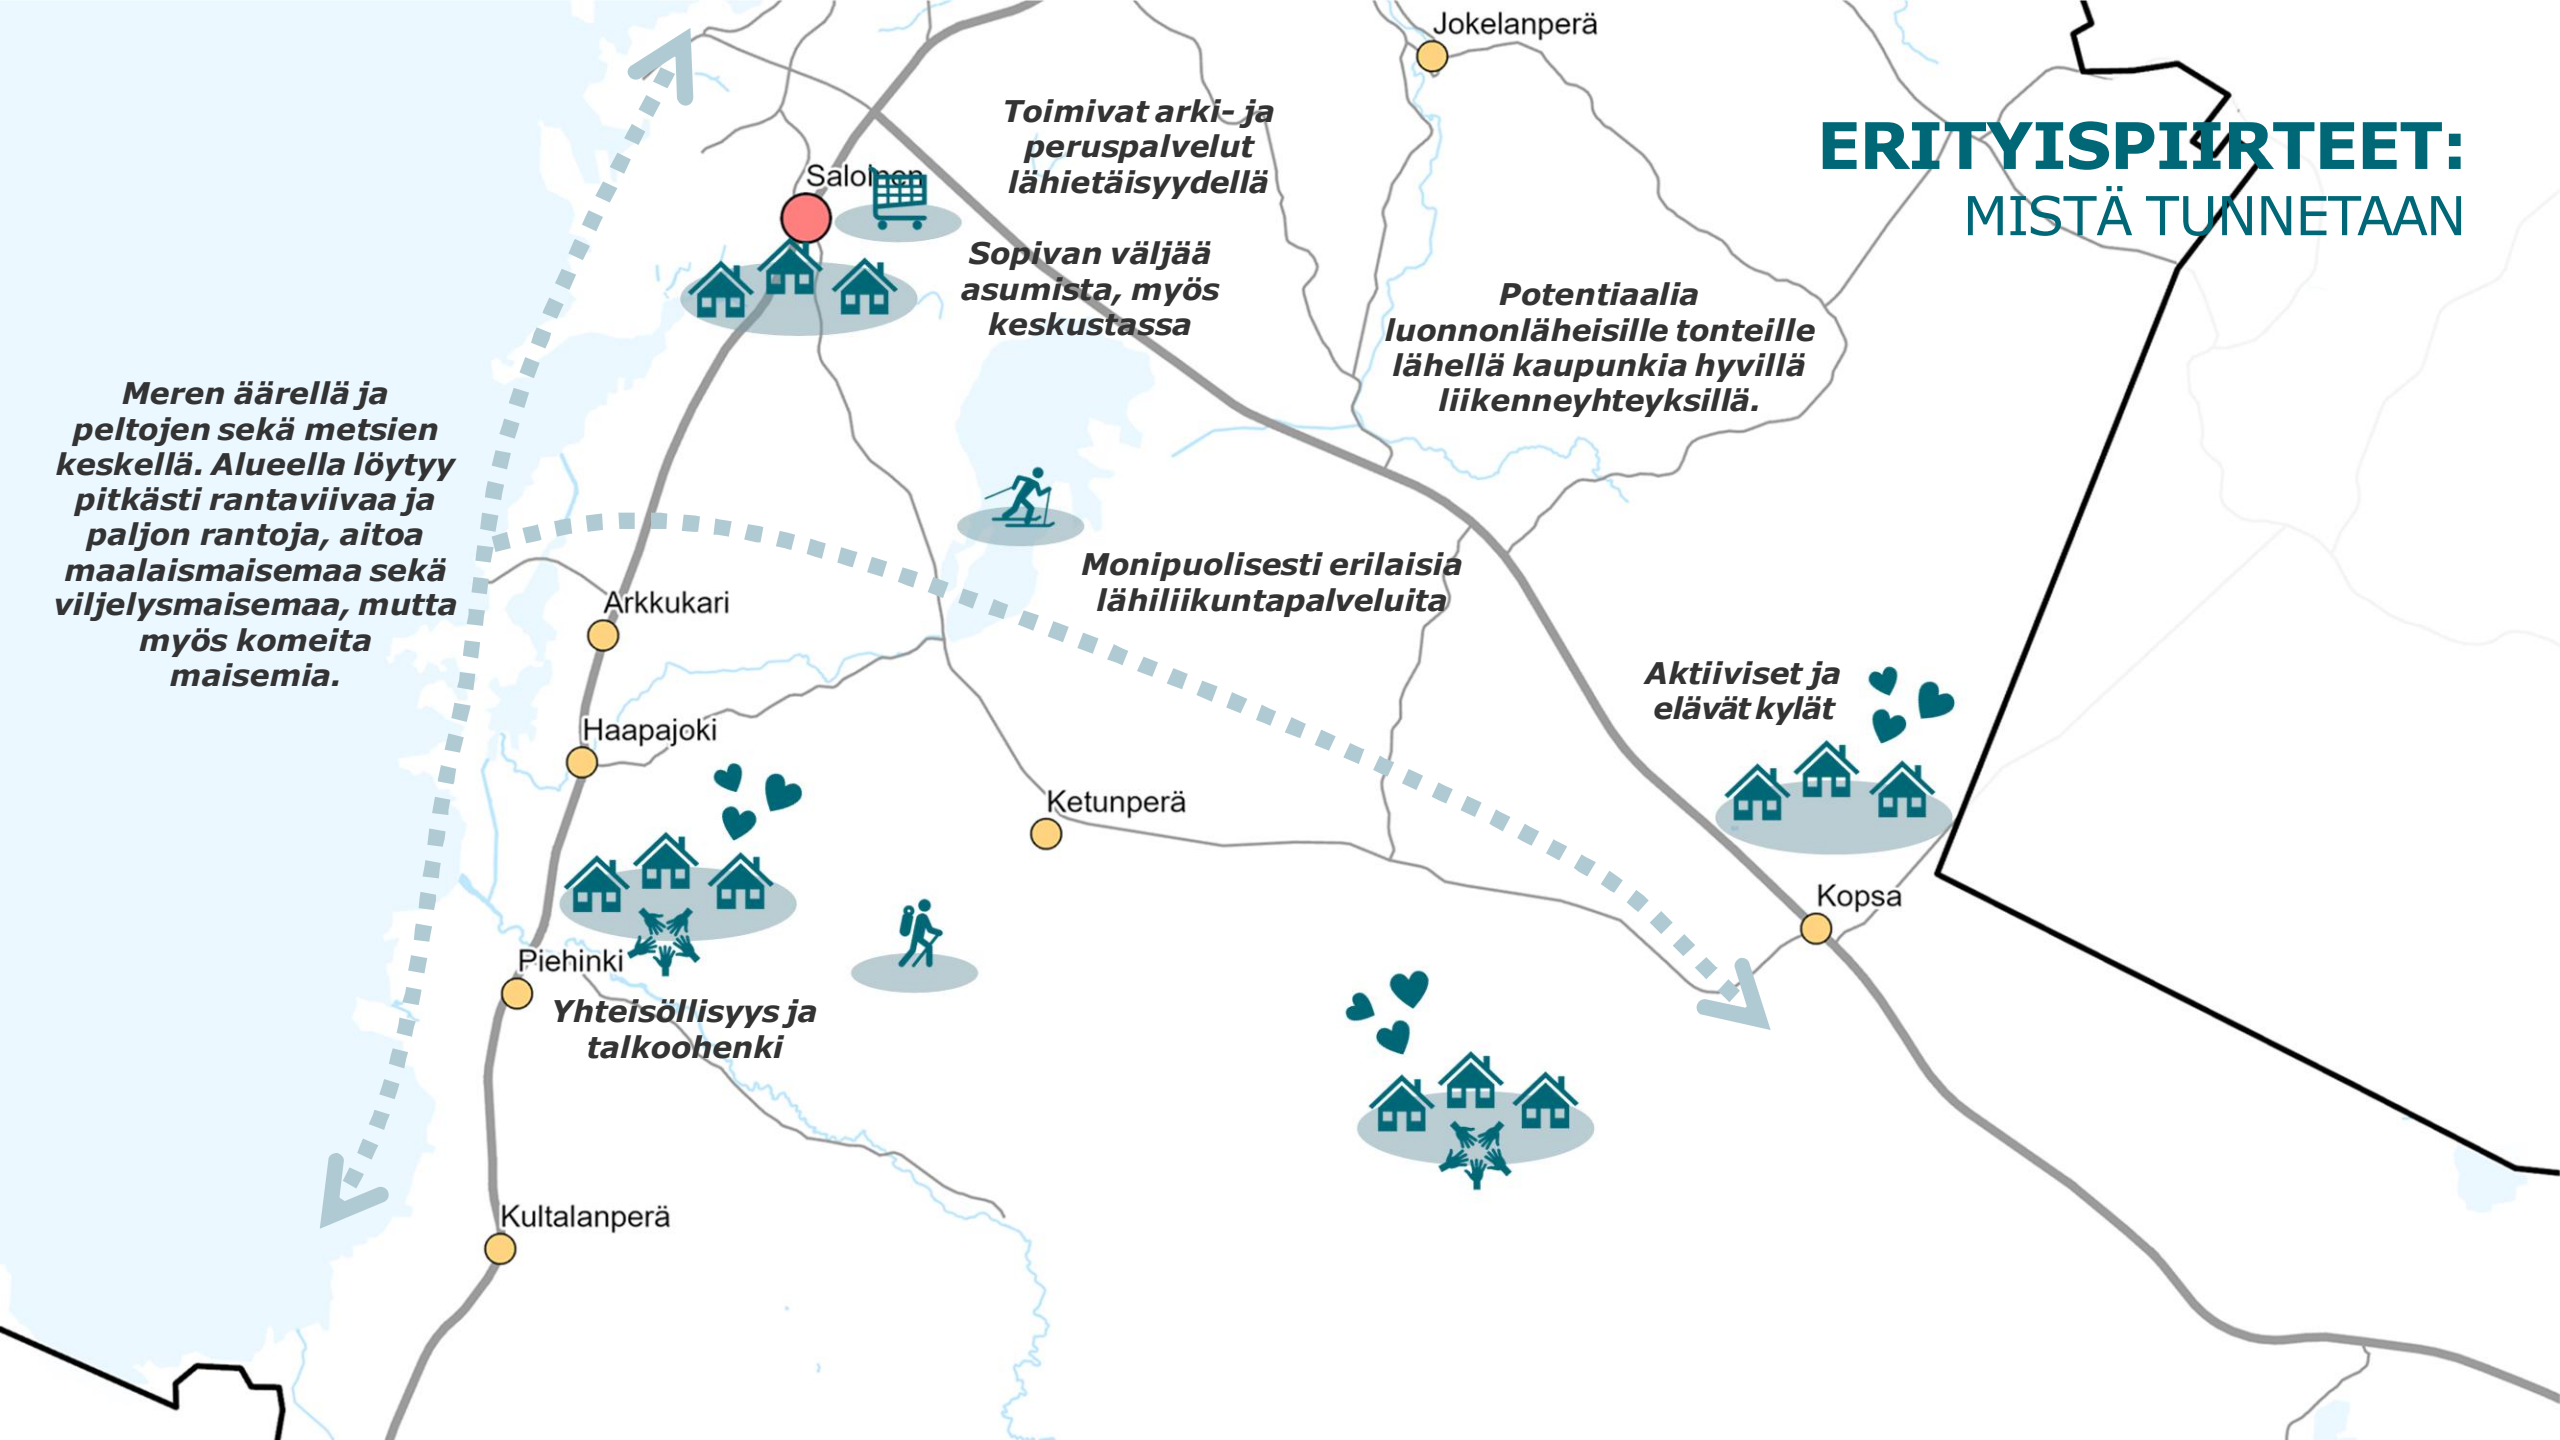 Jokelanperä
ERITYISPIIRTEET:
MISTÄ TUNNETAAN
Toimivat arki- ja
peruspalvelut
lähietäisyydellä
Saloinen
Sopivan väljää
asumista, myös
keskustassa
Potentiaalia
luonnonläheisille tonteille
lähellä kaupunkia hyvillä
liikenneyhteyksillä.
Meren äärellä ja
peltojen sekä metsien
keskellä. Alueella löytyy
pitkästi rantaviivaa ja
paljon rantoja, aitoa
maalaismaisemaa sekä
viljelysmaisemaa, mutta
myös komeita
maisemia.
Monipuolisesti erilaisia
lähiliikuntapalveluita
Arkkukari
Aktiiviset ja
elävät kylät
Haapajoki
Ketunperä
Kopsa
Piehinki
Yhteisöllisyys ja
talkoohenki
Kultalanperä